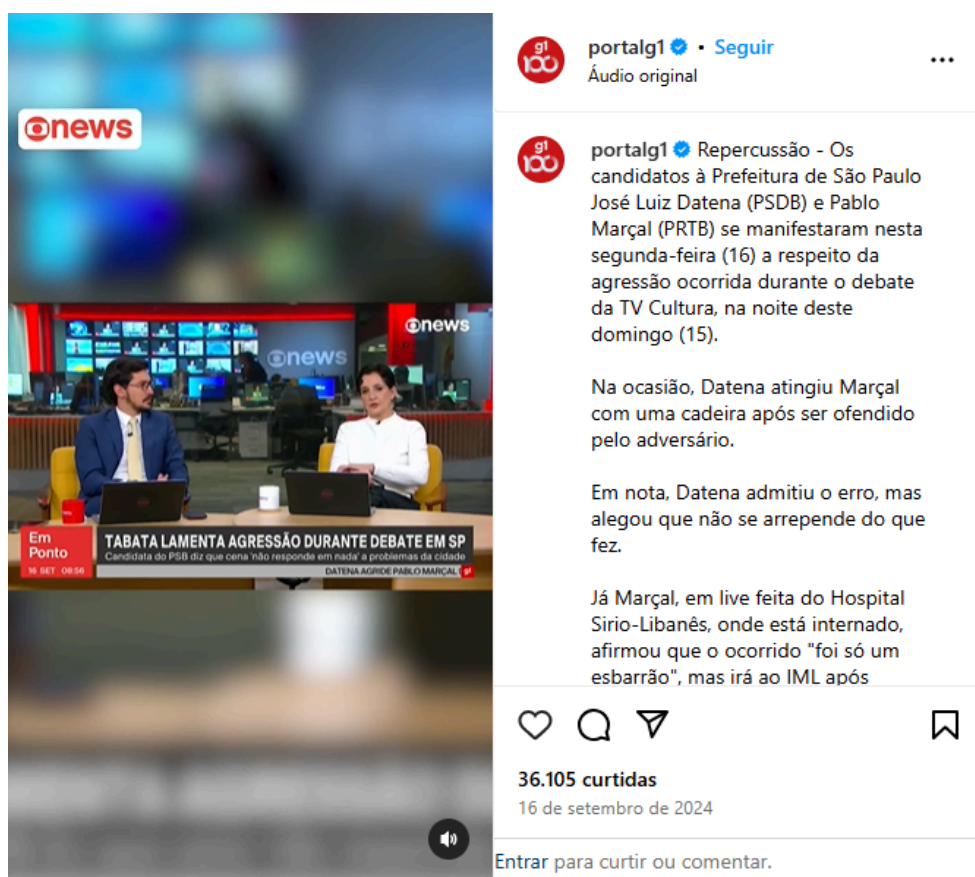 news
news
news
Em
Ponto
16 SET 08:56
TABATA LAMENTA AGRESSÃO DURANTE DEBATE EM SP
Candidata do PSB diz que cena 'não responde em nada' a problemas da cidade
DATENA AGRIDE PABLO MARÇAL
g1
g1
100
portalg1 • Seguir
Áudio original
g1
100
portalg1 Repercussão - Os
candidatos à Prefeitura de São Paulo
José Luiz Datena (PSDB) e Pablo
Marçal (PRTB) se manifestaram nesta
segunda-feira (16) a respeito da
agressão ocorrida durante o debate
da TV Cultura, na noite deste
domingo (15).
Na ocasião, Datena atingiu Marçal
com uma cadeira após ser ofendido
pelo adversário.
Em nota, Datena admitiu o erro, mas
alegou que não se arrepende do que
fez.
Já Marçal, em live feita do Hospital
Sirio-Libanês, onde está internado,
afirmou que o ocorrido "foi só um
esbarrão", mas irá ao IML após
36.105 curtidas
16 de setembro de 2024
Entrar para curtir ou comentar.